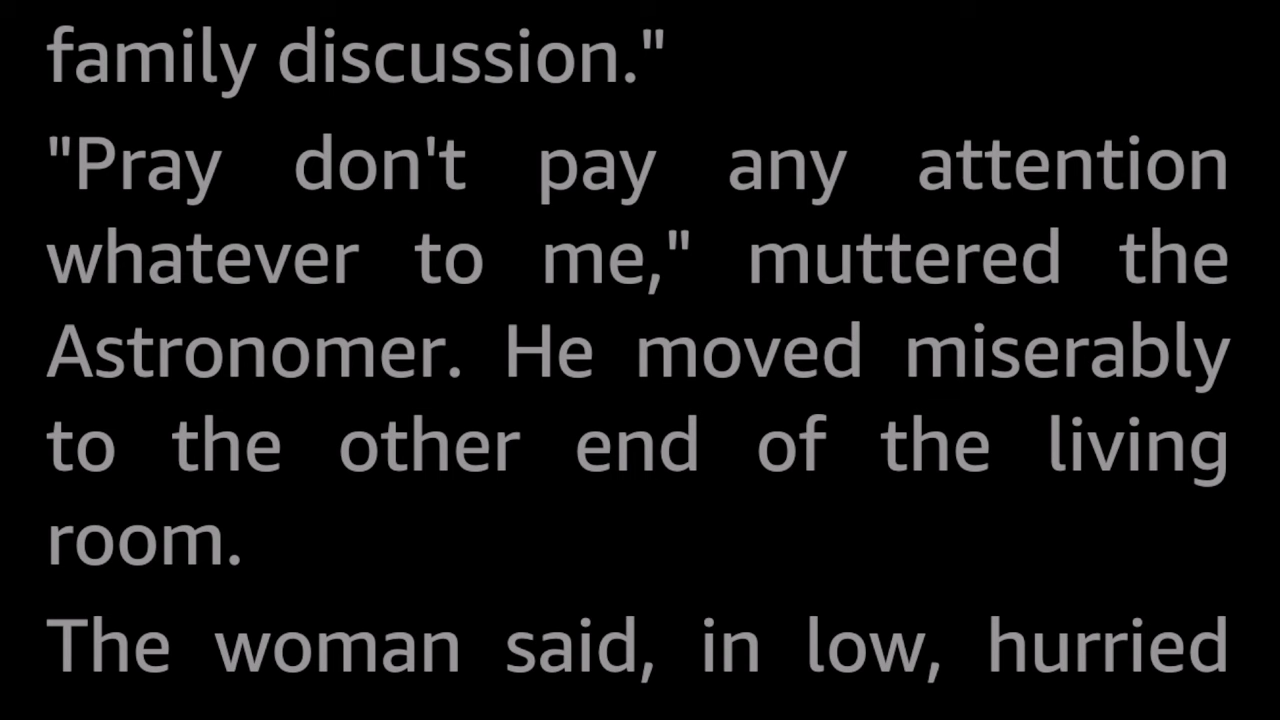 family discussion."
"Pray don't pay any attention
whatever to me," muttered the
Astronomer. He moved miserably
to the other end of the living
room.
The woman said, in low, hurried